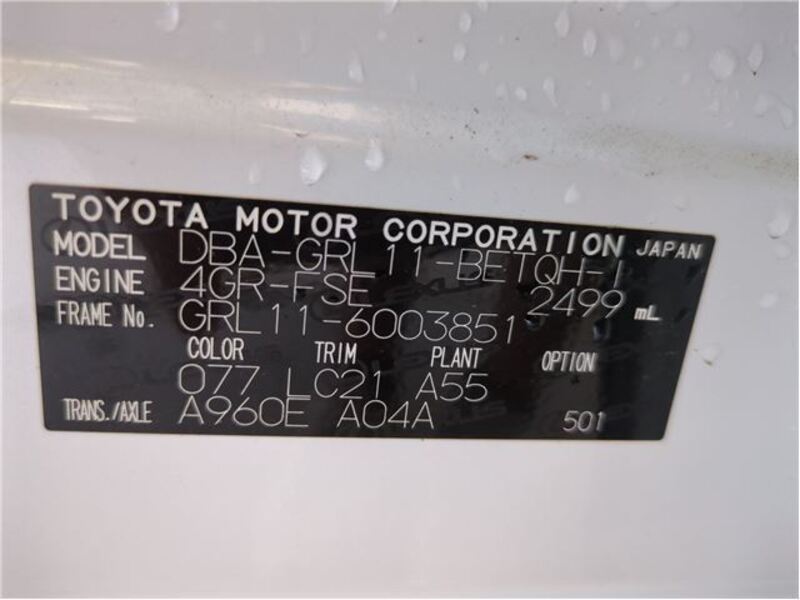 TOYOTA MOTOR CORPORATION JAPAN
MODEL DBA-GRL11-BETQH-1
ENGINE 4GR-FSE 2499 mL
FRAME No. GRL11-6003851
COLOR TRIM PLANT OPTION
077 LC21 A55
TRANS./AXLE A960E A04A 501